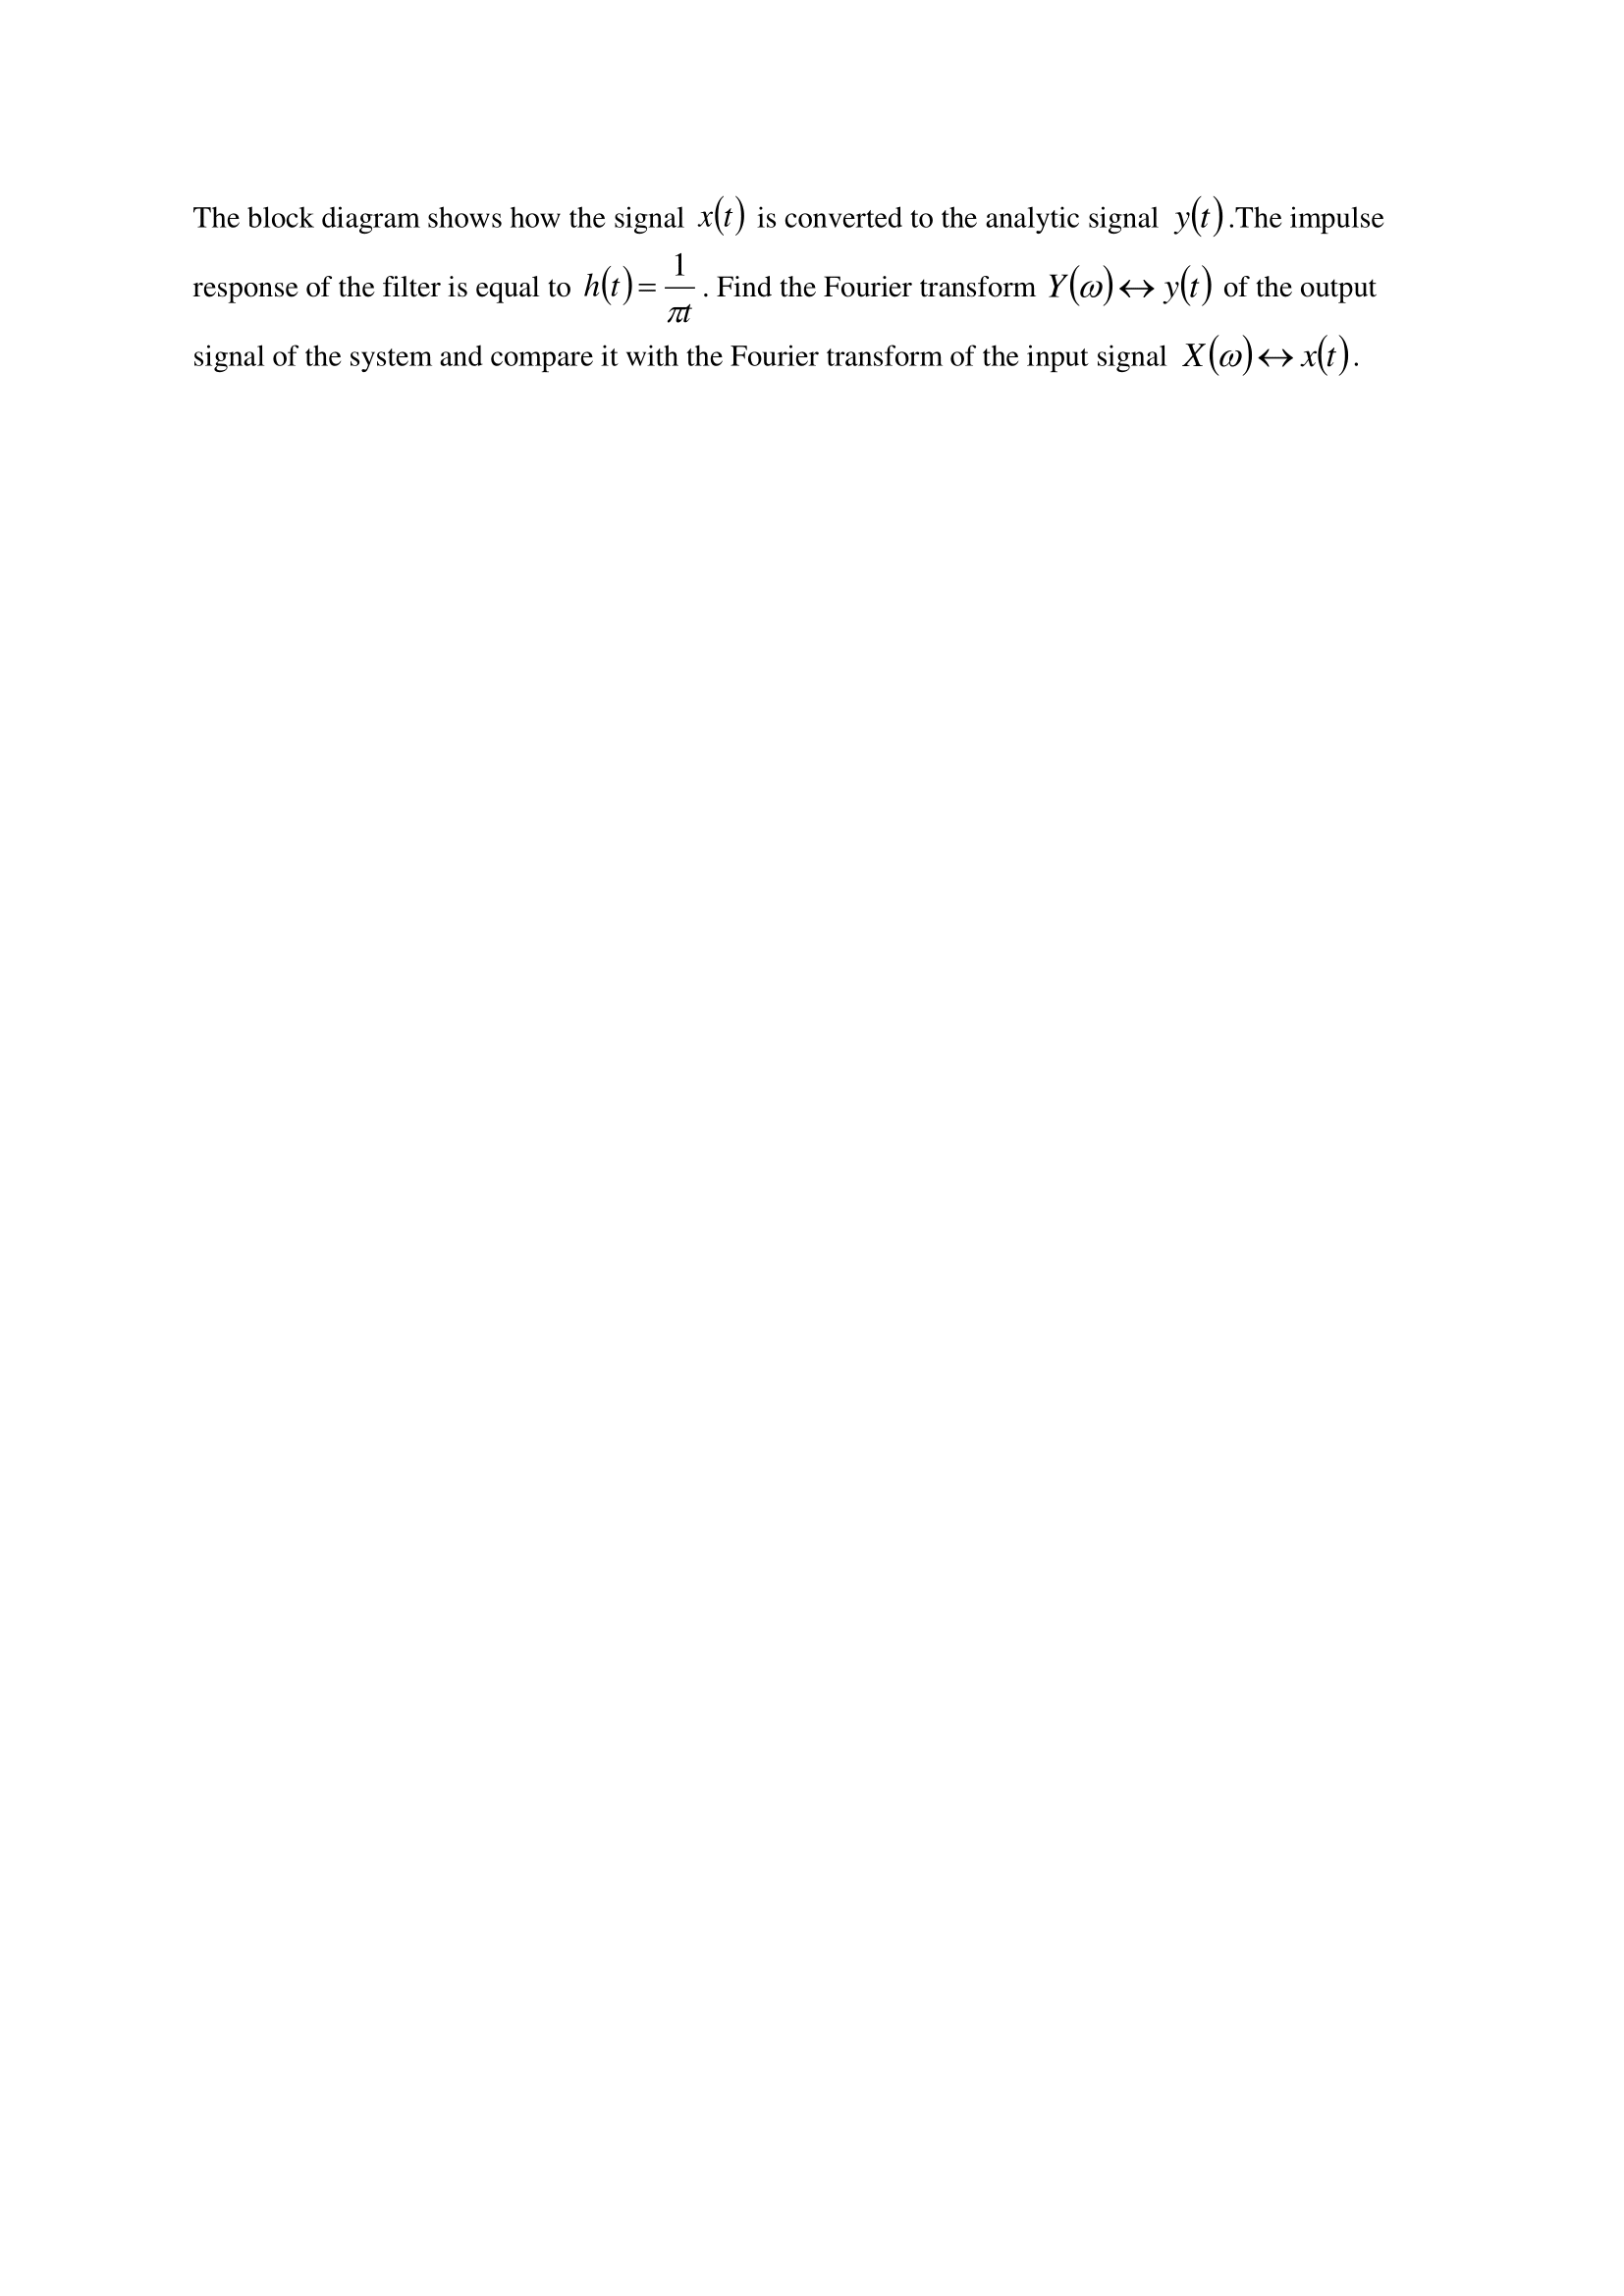 The block diagram shows how the signal x(t) is converted to the analytic signal y(t).The impulse
response of the filter is equal to h(t) = 1/πt . Find the Fourier transform Y(ω)↔ y(t) of the output
signal of the system and compare it with the Fourier transform of the input signal X(ω)↔ x(t).